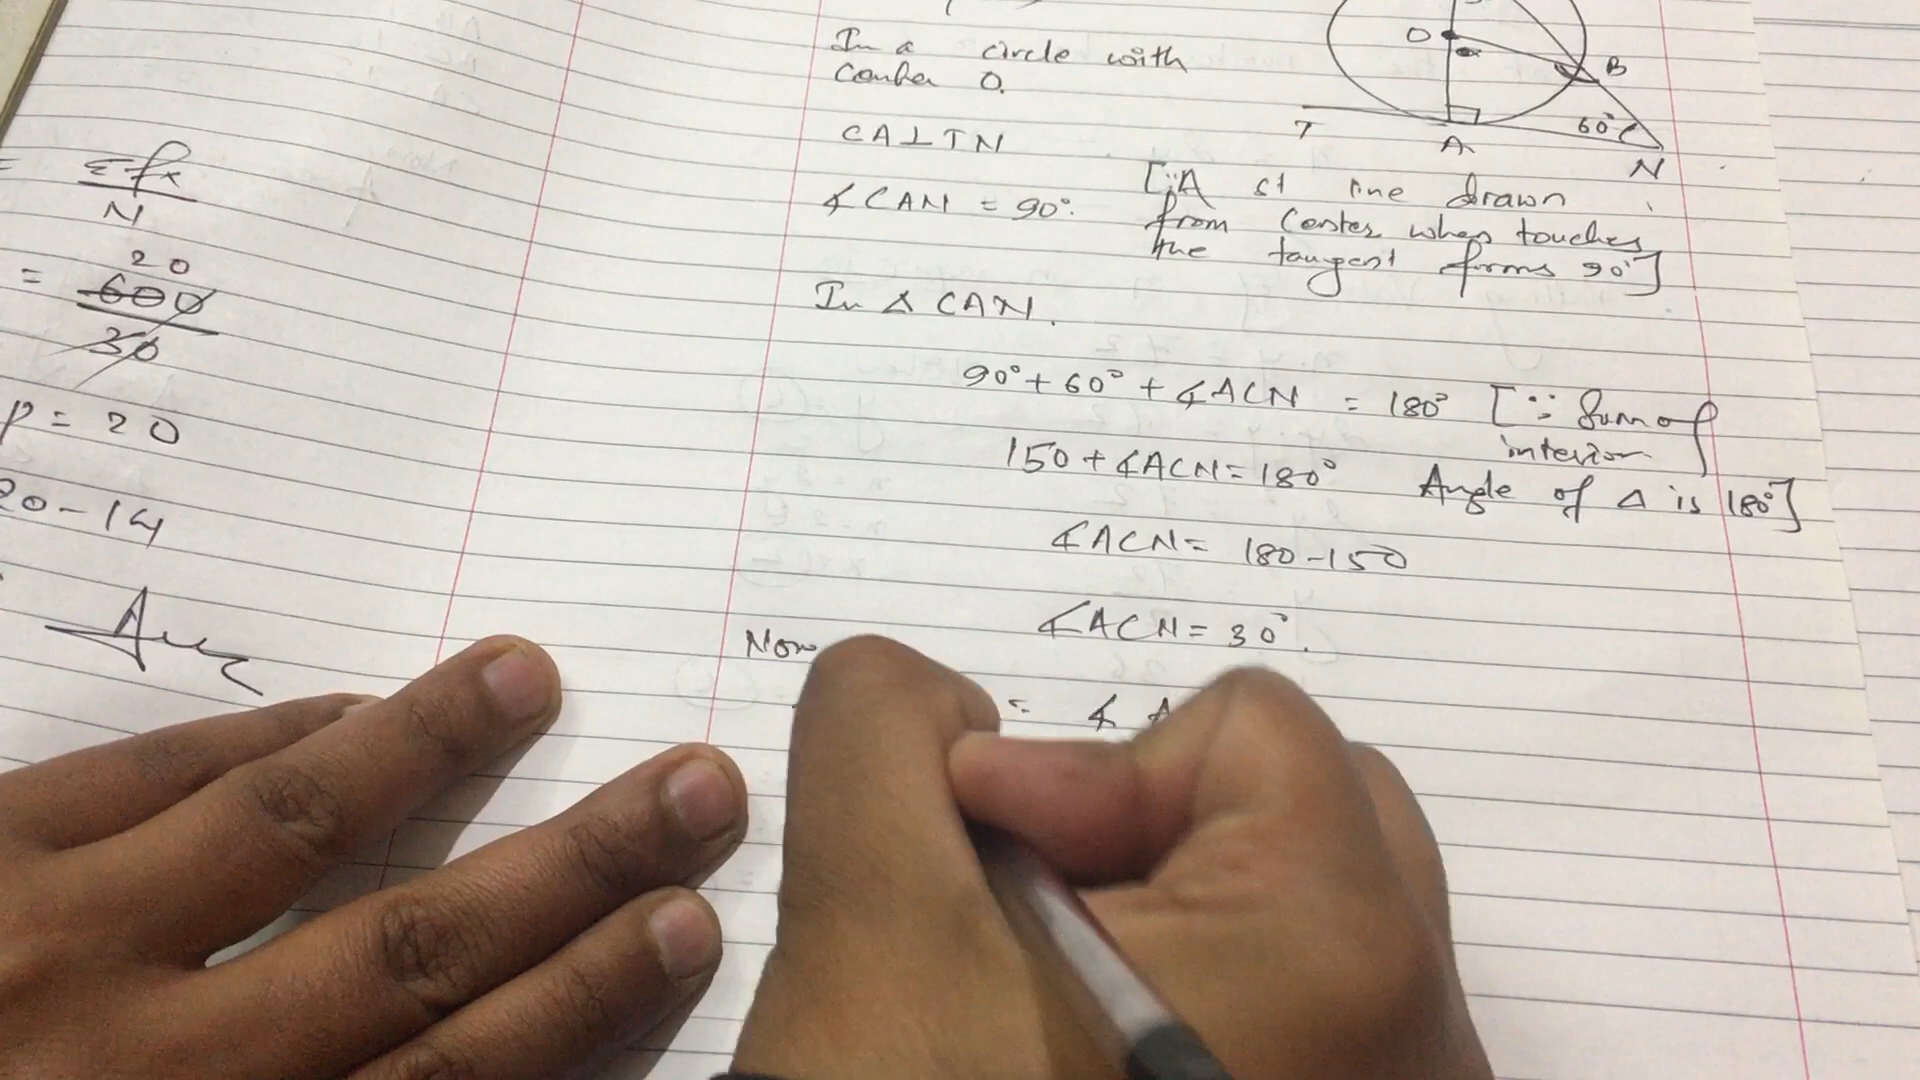 = Σfx
N
20
= 600
30
p = 20
20-14
In a circle with
O.
CA⊥TN
∡CAN = 90°.
[∵A st line drawn
from Center when touches
the tangent forms 90°]
In Δ CAN.
90° + 60° + ∡ACN = 180° [∵ Sum of
interior
150 + ∡ACN = 180° Angle of Δ is 180°]
∡ACN = 180-150
∡ACN = 30°.
Now
= ∡ A
O
B
60°
T
A
N